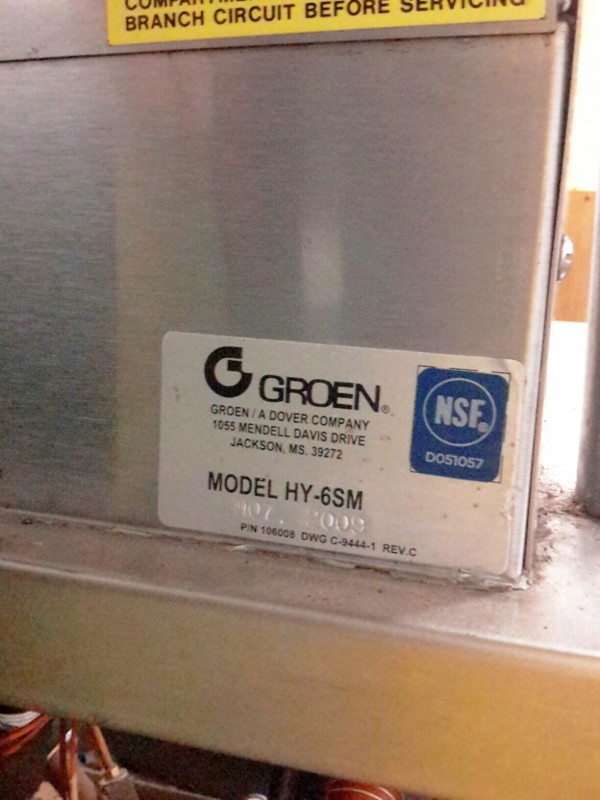 BRANCH CIRCUIT BEFORE SERVICING
GROEN®
GROEN / A DOVER COMPANY
1055 MENDELL DAVIS DRIVE
JACKSON, MS. 39272
NSF®
D051057
MODEL HY-6SM
P/N 106008 DWG C-9444-1 REV.C